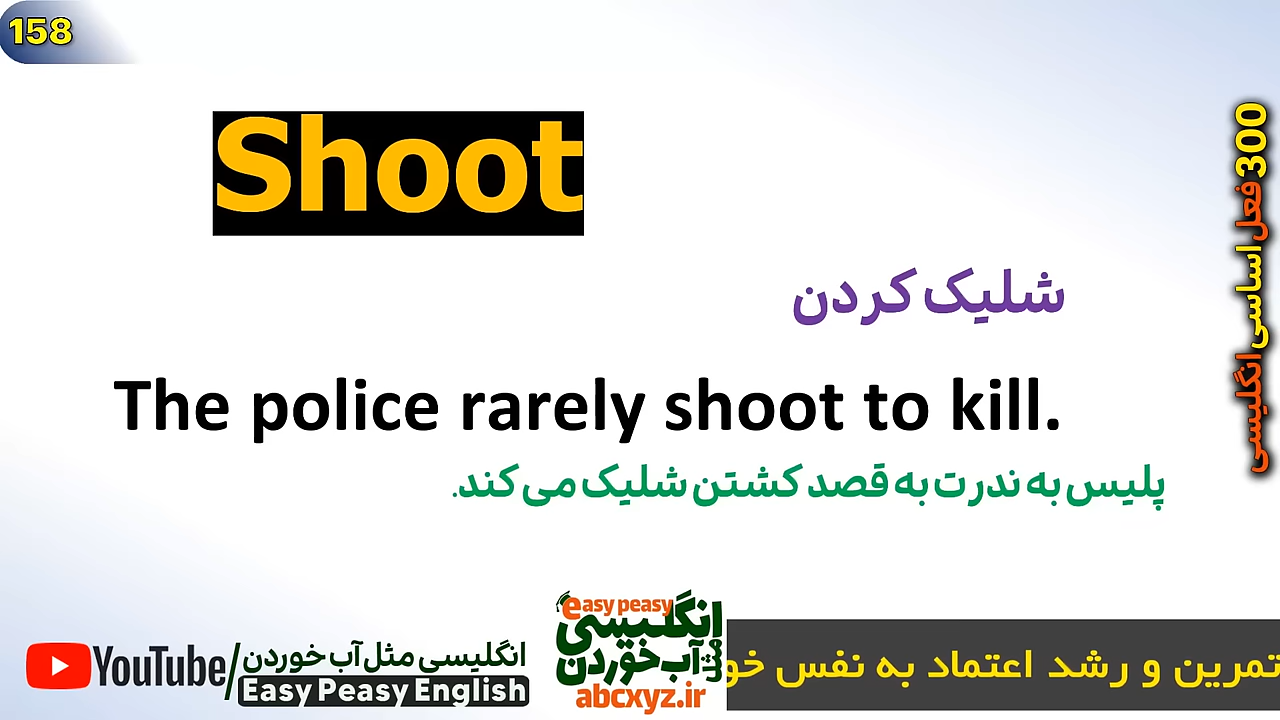 158
Shoot
300 فعل اساسی انگلیسی
شلیک کردن
The police rarely shoot to kill.
پلیس به ندرت به قصد کشتن شلیک می کند.
YouTube/انگلیسی مثل آب خوردن
Easy Peasy English
easy peasy
انگلیسی
مثل آب خوردن
abcxyz.ir
تمرین و رشد اعتماد به نفس خو